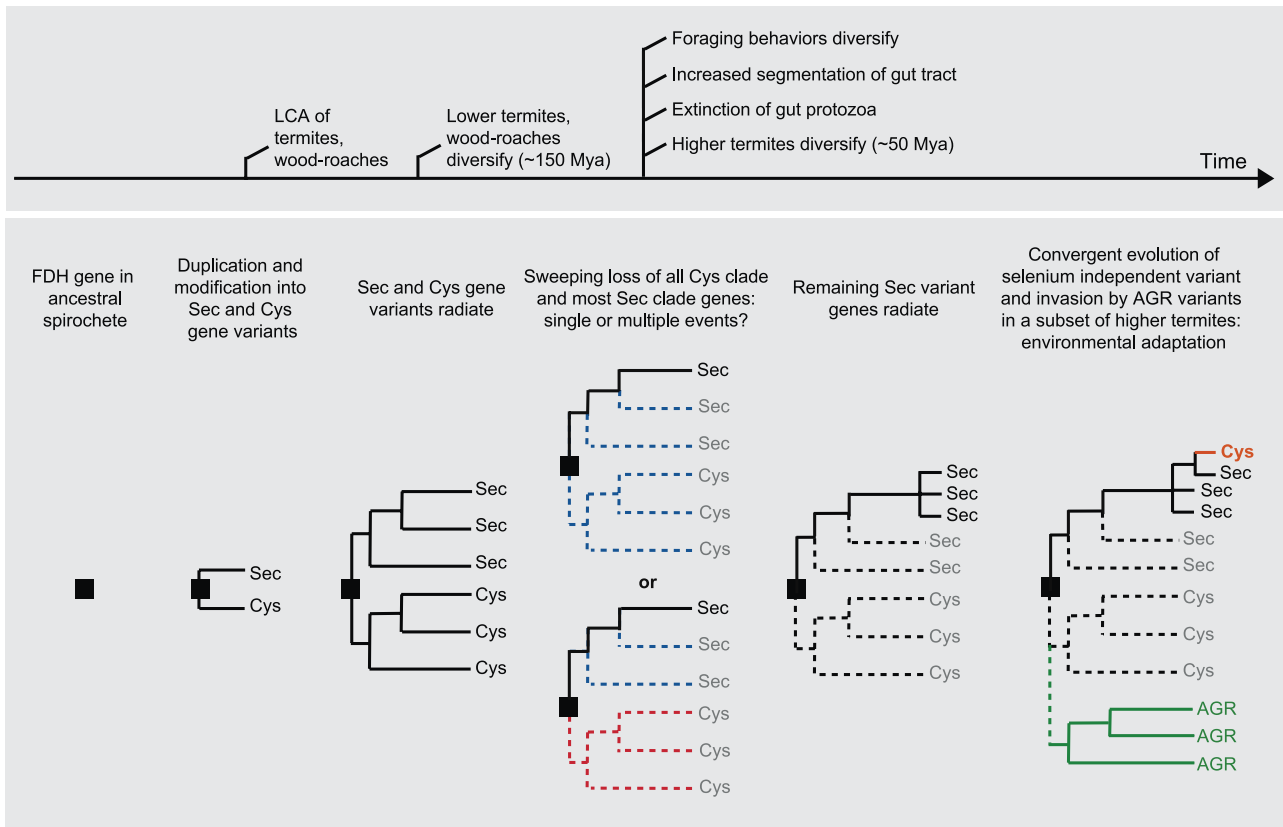 Foraging behaviors diversify
Increased segmentation of gut tract
Extinction of gut protozoa
Higher termites diversify (~50 Mya)
LCA of
termites,
wood-roaches
Lower termites,
wood-roaches
diversify (~150 Mya)
Time
FDH gene in
ancestral
spirochete
Duplication and
modification into
Sec and Cys
gene variants
Sec and Cys gene
variants radiate
Sweeping loss of all Cys clade
and most Sec clade genes:
single or multiple events?
Remaining Sec variant
genes radiate
Convergent evolution of
selenium independent variant
and invasion by AGR variants
in a subset of higher termites:
environmental adaptation
Sec
Cys
Sec
Sec
Sec
Cys
Cys
Cys
Sec
Sec
Sec
Cys
Cys
Cys
or
Sec
Sec
Sec
Cys
Cys
Cys
Sec
Sec
Sec
Sec
Sec
Cys
Cys
Cys
Cys
Sec
Sec
Sec
Sec
Sec
Cys
Cys
Cys
AGR
AGR
AGR